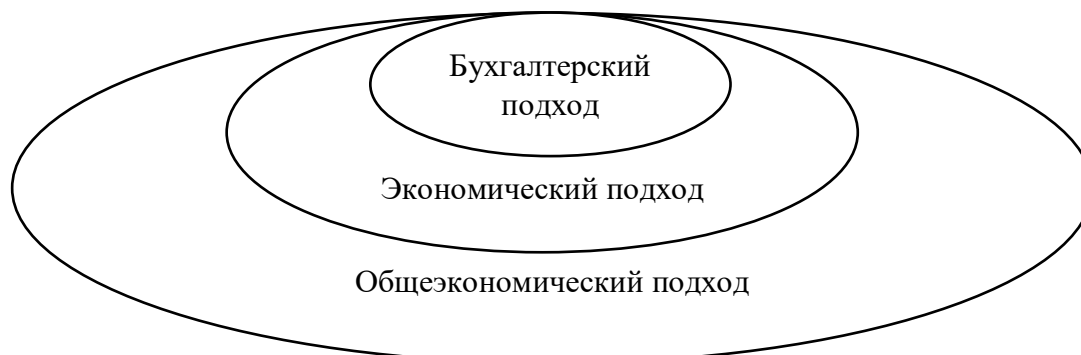 Бухгалтерский
подход
Экономический подход
Общеэкономический подход